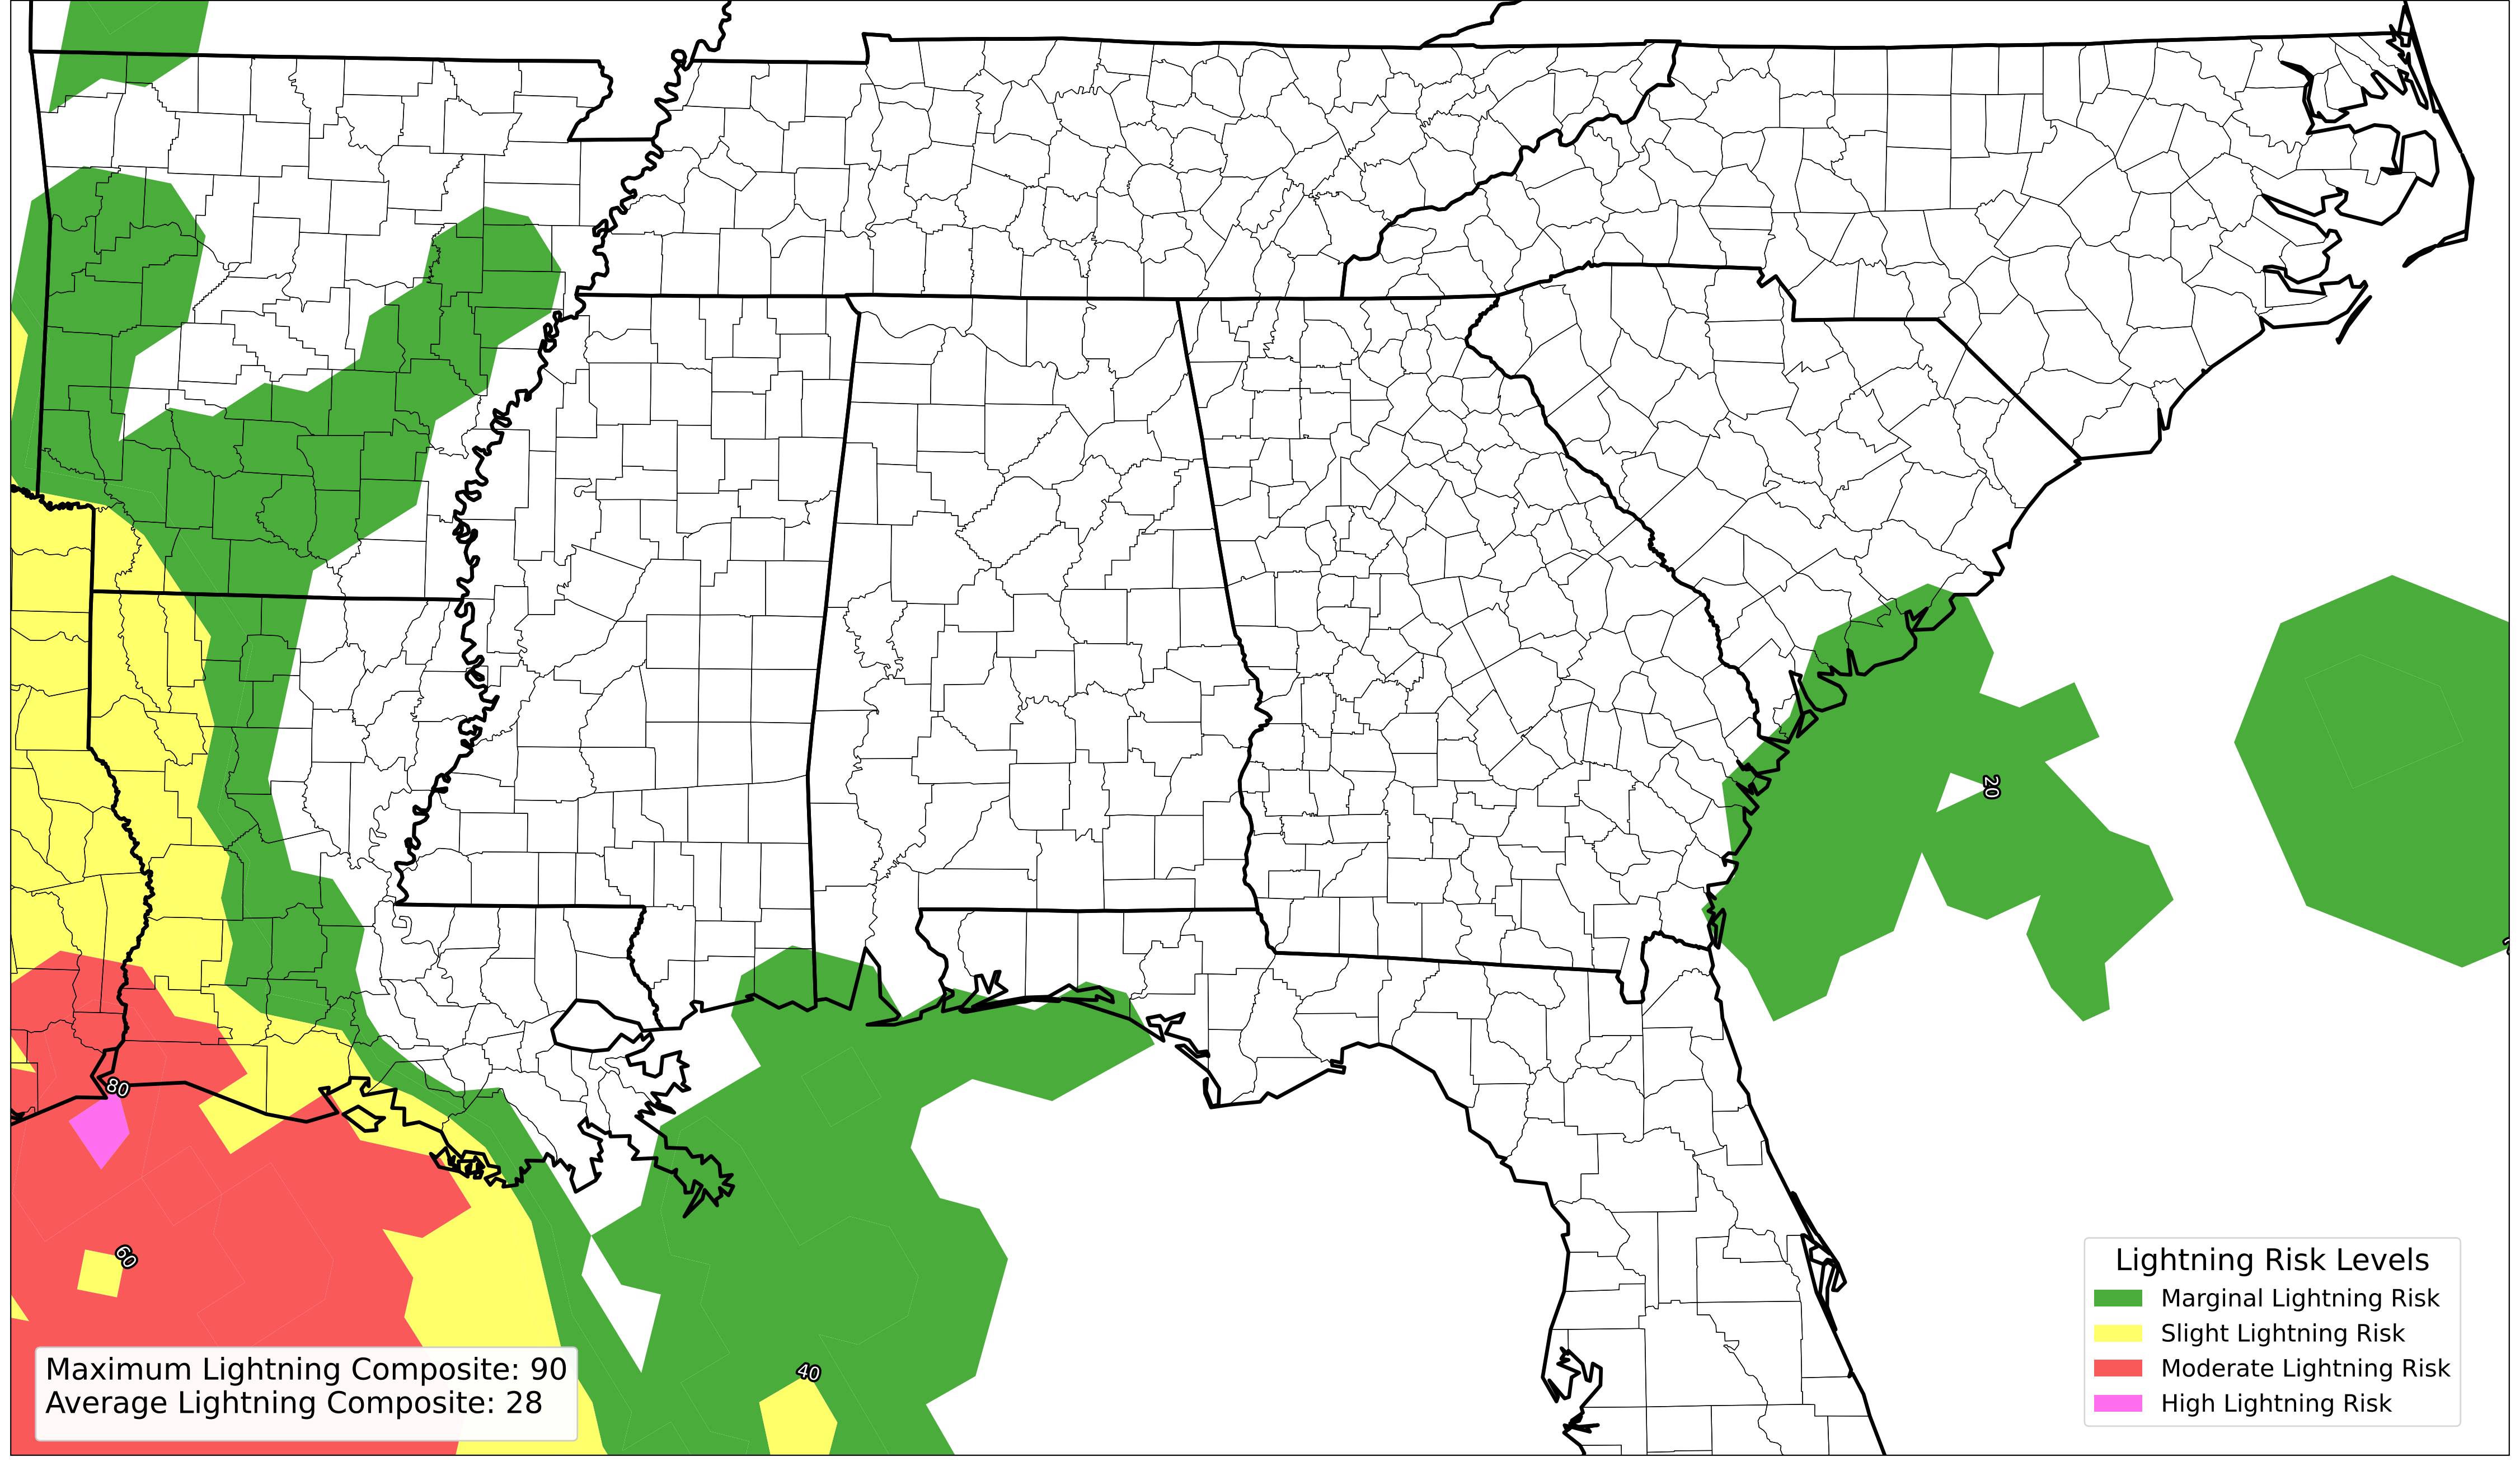 20
80
60
40
Maximum Lightning Composite: 90
Average Lightning Composite: 28
Lightning Risk Levels
Marginal Lightning Risk
Slight Lightning Risk
Moderate Lightning Risk
High Lightning Risk